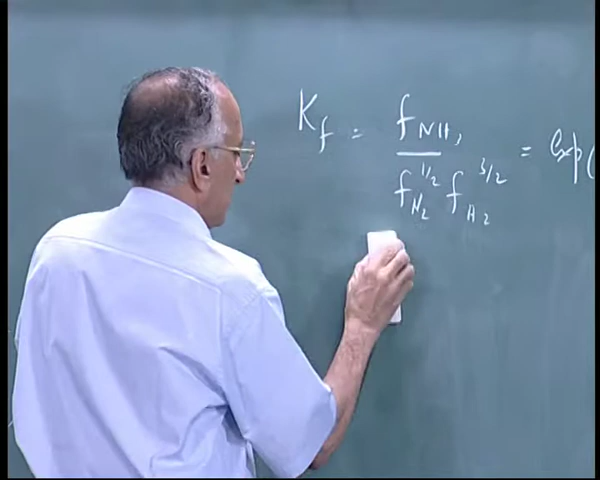 K_f = f_NH₃ / (f_N₂^1/2 f_H₂^3/2) = exp(